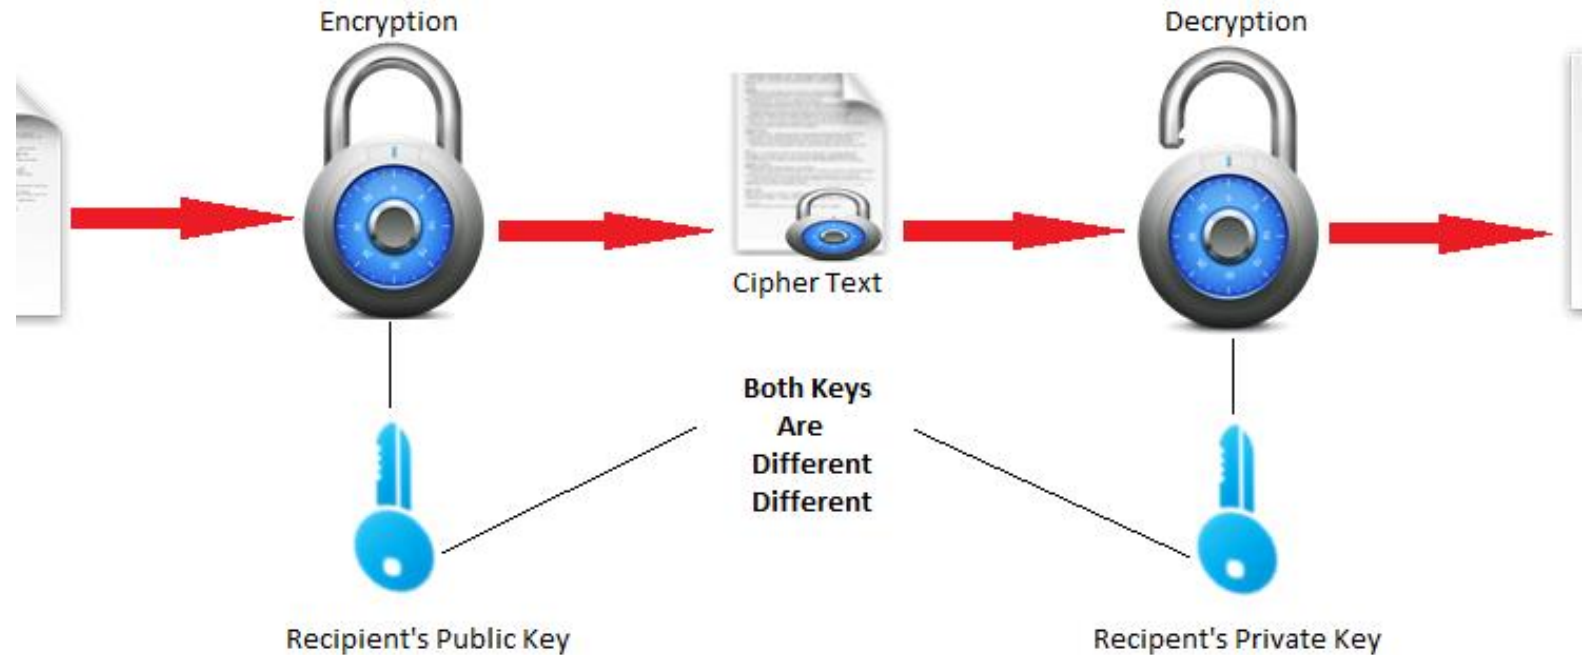 Encryption
Decryption
Cipher Text
Both Keys
Are
Different
Different
Recipient's Public Key
Recipent's Private Key